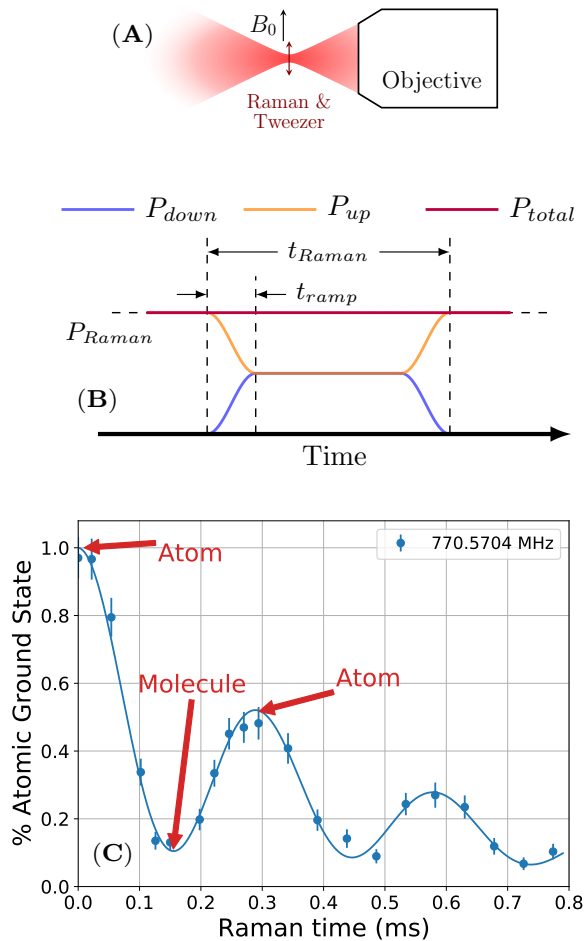 (A)
B0
Objective
Raman &
Tweezer
Pdown Pup Ptotal
tRaman
tramp
PRaman
(B)
Time
770.5704 MHz
Atom
Molecule
Atom
(C)
% Atomic Ground State
1.0
0.8
0.6
0.4
0.2
0.0
0.0 0.1 0.2 0.3 0.4 0.5 0.6 0.7 0.8
Raman time (ms)